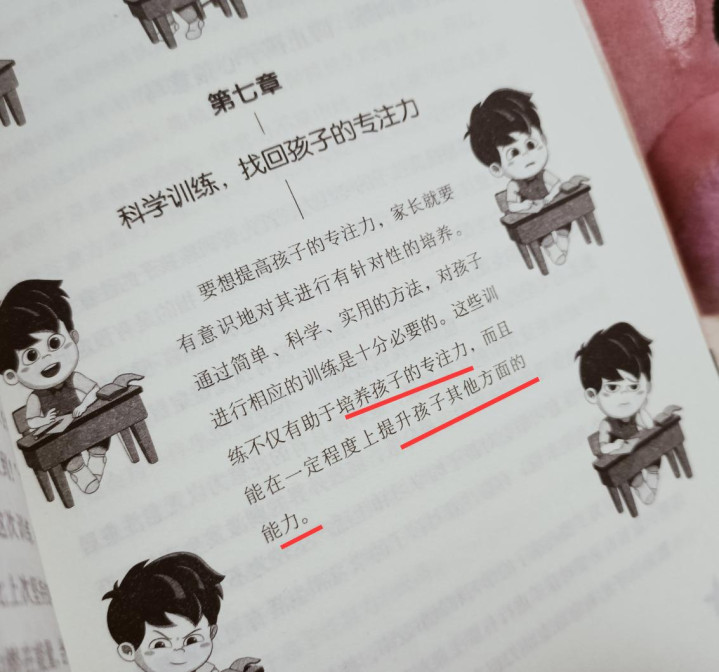 第七章
科学训练，找回孩子的专注力
要想提高孩子的专注力，家长就要
有意识地对其进行有针对性的培养。
通过简单、科学、实用的方法，对孩子
进行相应的训练是十分必要的。这些训
练不仅有助于培养孩子的专注力，而且
能在一定程度上提升孩子其他方面的
能力。